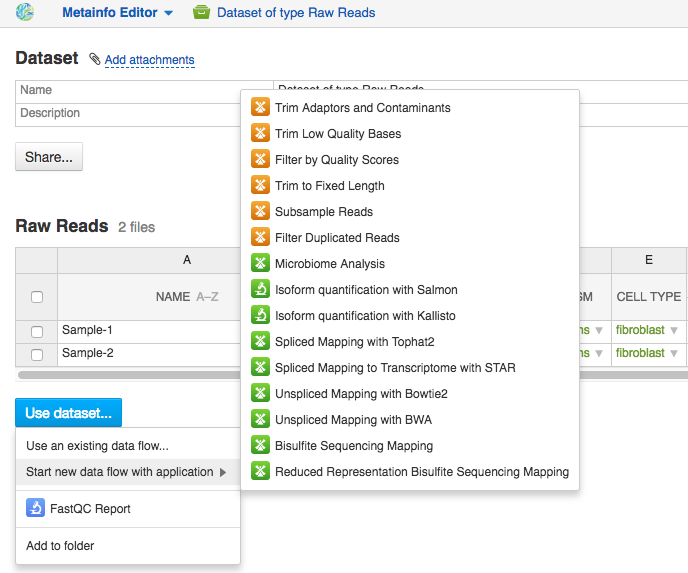 Metainfo Editor
Dataset of type Raw Reads
Dataset
Add attachments
Name
Description
Share...
Raw Reads 2 files
A
E
NAME A–Z
SM
CELL TYPE
Sample-1
ns
fibroblast
Sample-2
ns
fibroblast
Use dataset...
Use an existing data flow...
Start new data flow with application
FastQC Report
Add to folder
Dataset of type Raw Reads
Trim Adaptors and Contaminants
Trim Low Quality Bases
Filter by Quality Scores
Trim to Fixed Length
Subsample Reads
Filter Duplicated Reads
Microbiome Analysis
Isoform quantification with Salmon
Isoform quantification with Kallisto
Spliced Mapping with Tophat2
Spliced Mapping to Transcriptome with STAR
Unspliced Mapping with Bowtie2
Unspliced Mapping with BWA
Bisulfite Sequencing Mapping
Reduced Representation Bisulfite Sequencing Mapping